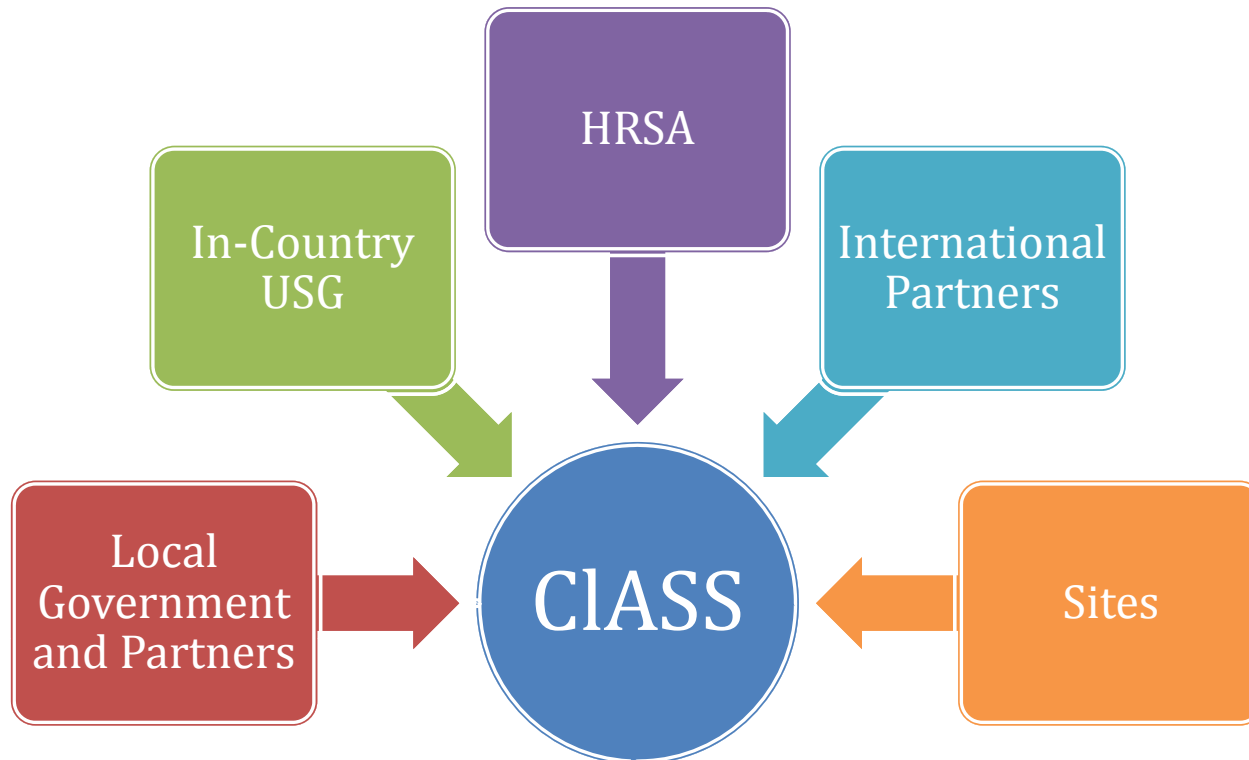 HRSA
In-Country
USG
International
Partners
Local
Government
and Partners
ClASS
Sites